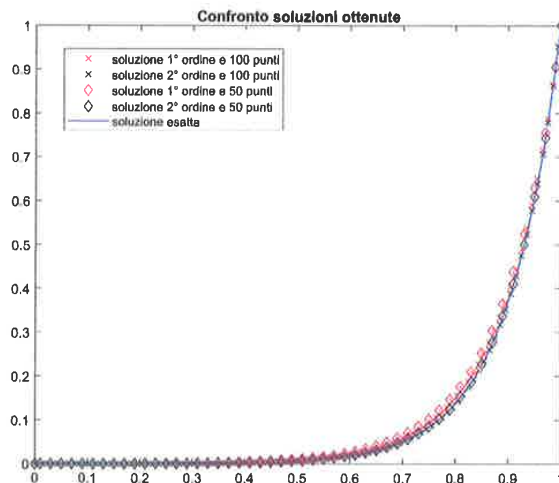 Confronto soluzioni ottenute
1
0.9
0.8
0.7
0.6
0.5
0.4
0.3
0.2
0.1
0
soluzione 1° ordine e 100 punti
soluzione 2° ordine e 100 punti
soluzione 1° ordine e 50 punti
soluzione 2° ordine e 50 punti
soluzione esatta
0 0.1 0.2 0.3 0.4 0.5 0.6 0.7 0.8 0.9